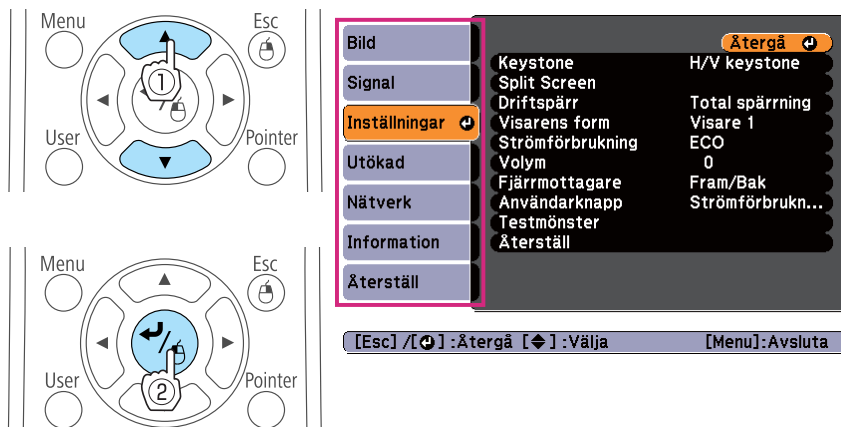 Menu
Esc
1
User
Pointer
Menu
Esc
2
User
Pointer
Bild
Signal
Inställningar
Utökad
Nätverk
Information
Återställ
Återgå
Keystone H/V keystone
Split Screen
Driftspärr Total spärrning
Visarens form Visare 1
Strömförbrukning ECO
Volym 0
Fjärrmottagare Fram/Bak
Användarknapp Strömförbrukn...
Testmönster
Återställ
[Esc] /[ ] :Återgå [ ] :Välja [Menu]:Avsluta